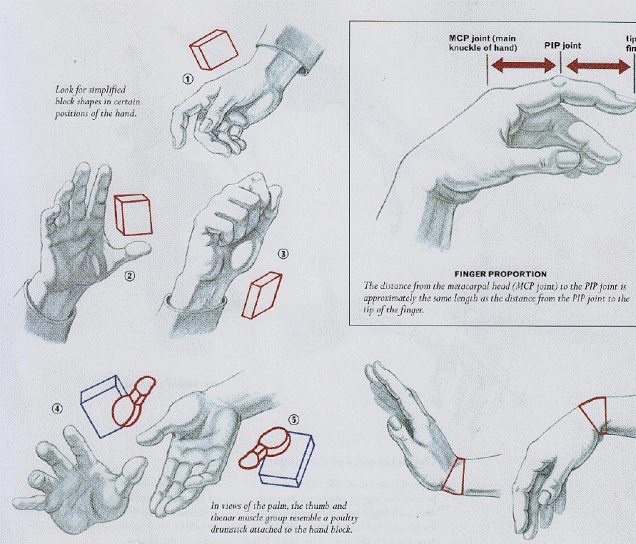 ①
Look for simplified
block shapes in certain
positions of the hand.
②
③
MCP joint (main
knuckle of hand)
PIP joint
tip
fin
FINGER PROPORTION
The distance from the metacarpal head (MCP joint) to the PIP joint is
approximately the same length as the distance from the PIP joint to the
tip of the finger.
④
⑤
In views of the palm, the thumb and
thenar muscle group resemble a poultry
drumstick attached to the hand block.